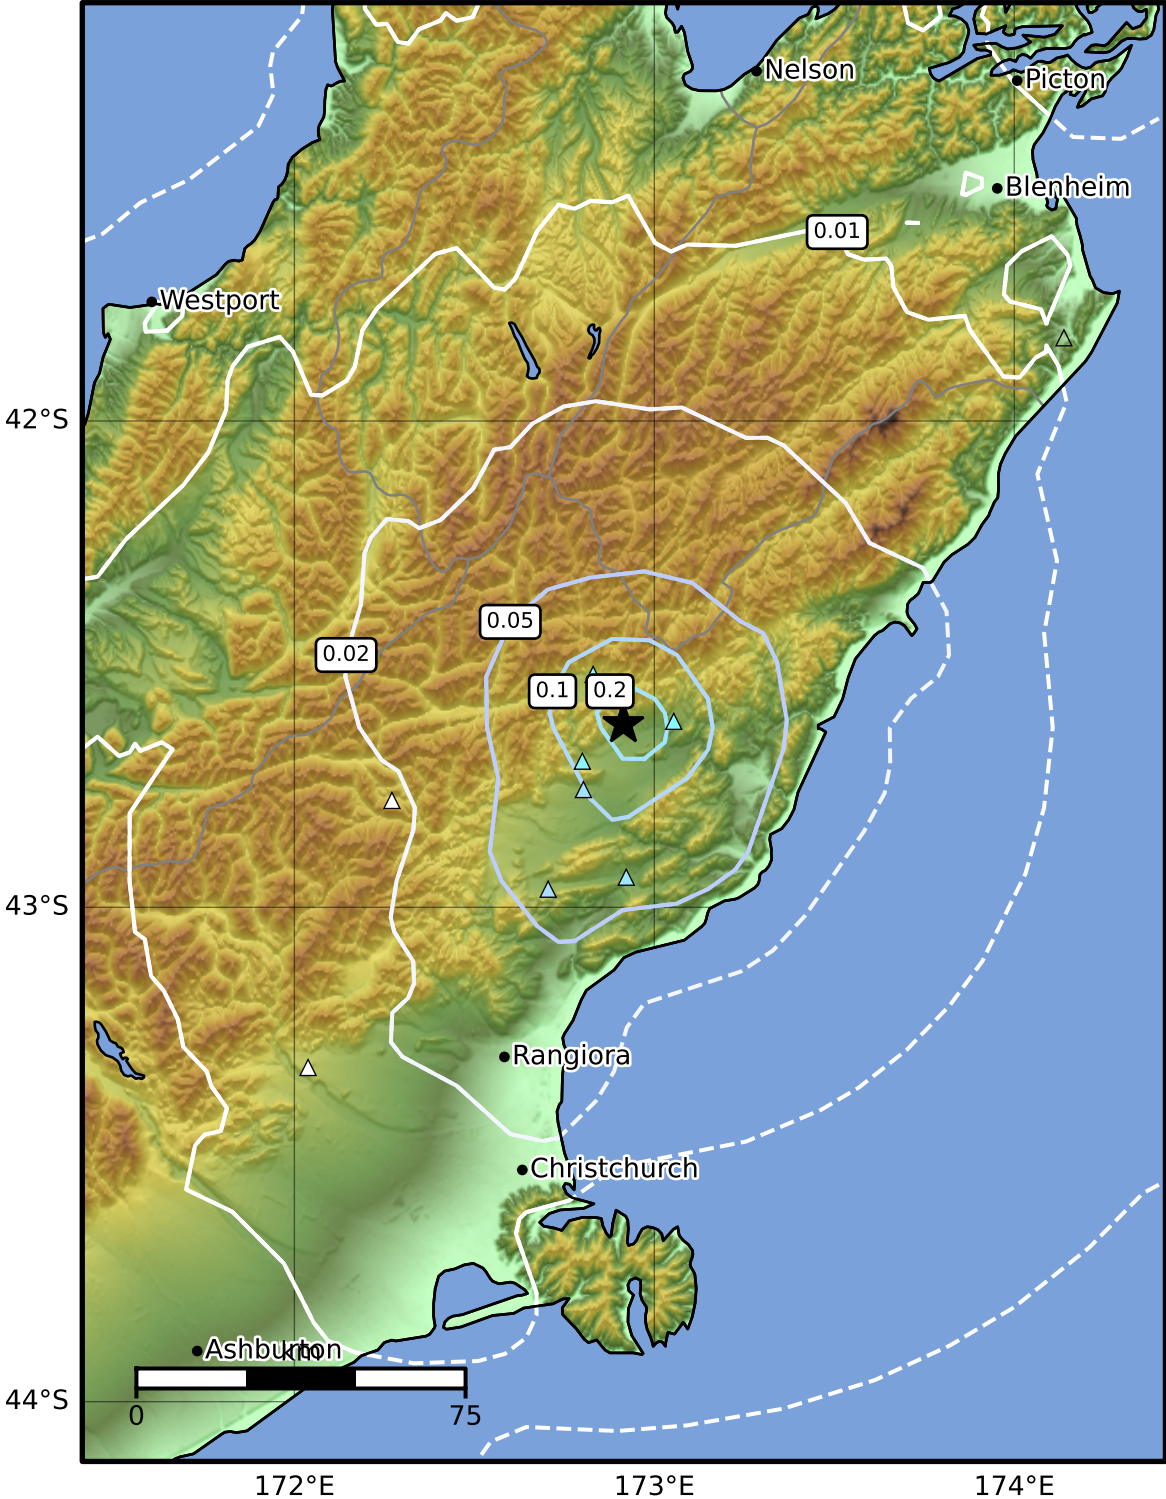 Nelson
Picton
Blenheim
0.01
Westport
42°S
0.05
0.02
0.1
0.2
43°S
Rangiora
Christchurch
Ashburton
km
0
75
44°S
172°E
173°E
174°E